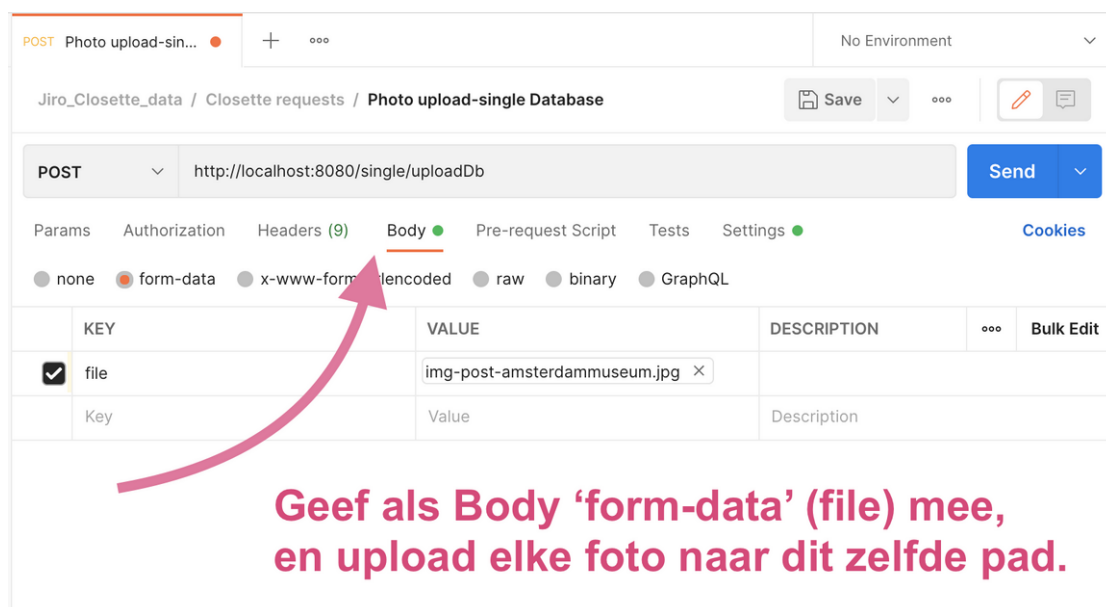 POST Photo upload-sin... + ooo No Environment
Jiro_Closette_data / Closette requests / Photo upload-single Database Save ooo
POST http://localhost:8080/single/uploadDb Send
Params Authorization Headers (9) Body Pre-request Script Tests Settings Cookies
none form-data x-www-form-urlencoded raw binary GraphQL
KEY VALUE DESCRIPTION ooo Bulk Edit
file img-post-amsterdammuseum.jpg ×
Key Value Description
Geef als Body ‘form-data’ (file) mee,
en upload elke foto naar dit zelfde pad.